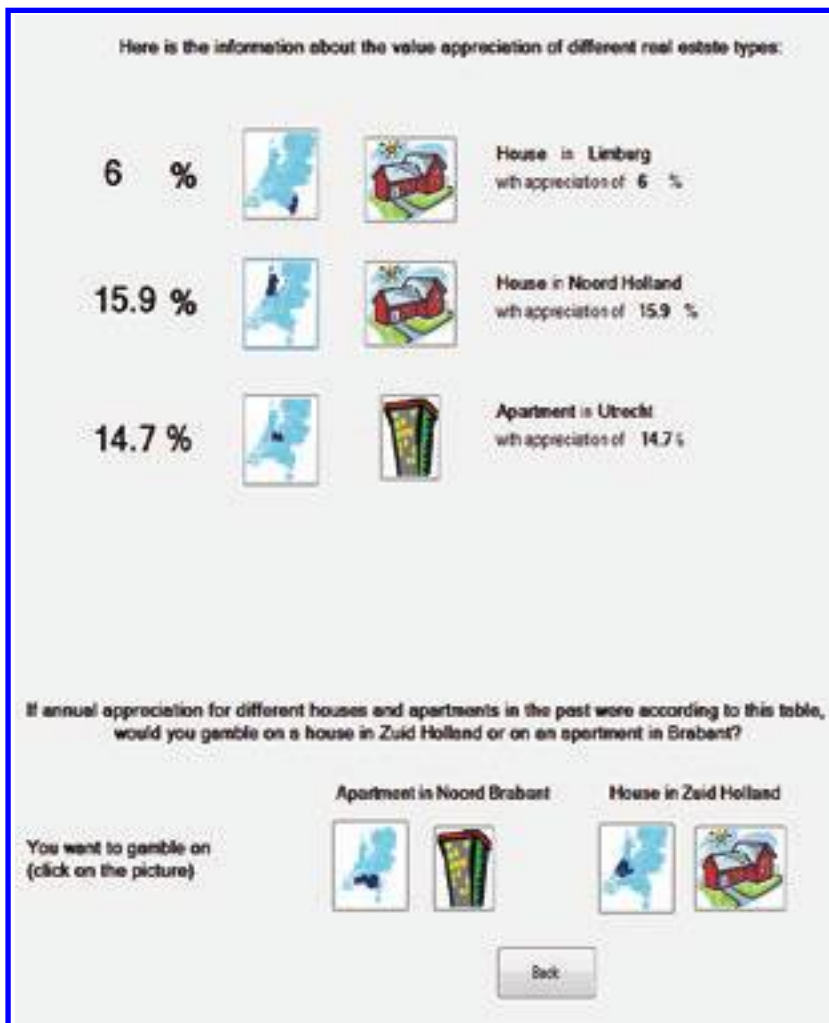 Here is the information about the value appreciation of different real estate types:
6 %
House in Limburg
with appreciation of 6 %
15.9 %
House in Noord Holland
with appreciation of 15.9 %
14.7 %
Apartment in Utrecht
with appreciation of 14.7 %
If annual appreciation for different houses and apartments in the past were according to this table,
would you gamble on a house in Zuid Holland or on an apartment in Brabant?
Apartment in Noord Brabant House in Zuid Holland
You want to gamble on
(click on the picture)
Back